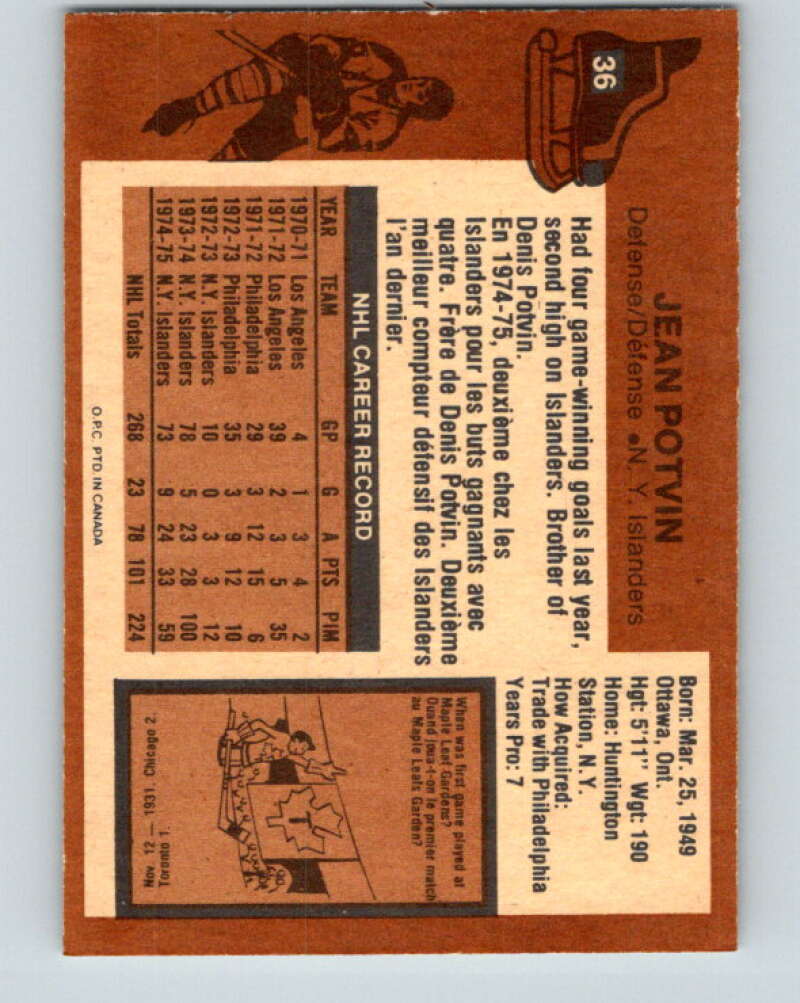 36
JEAN POTVIN
Defense/Défense • N.Y. Islanders
Born: Mar. 25, 1949
Ottawa, Ont.
Hgt: 5'11" Wgt: 190
Home: Huntington
Station, N.Y.
How Acquired:
Trade with Philadelphia
Years Pro: 7
Had four game-winning goals last year,
second high on Islanders. Brother of
Denis Potvin.
En 1974-75, deuxième chez les
Islanders pour les buts gagnants avec
quatre. Frère de Denis Potvin. Deuxième
meilleur compteur défensif des Islanders
l'an dernier.
NHL CAREER RECORD
YEAR TEAM GP G A PTS PIM
1970-71 Los Angeles 4 1 3 4 2
1971-72 Los Angeles 39 2 3 5 35
1971-72 Philadelphia 29 3 12 15 6
1972-73 Philadelphia 35 3 9 12 10
1972-73 N.Y. Islanders 10 0 3 3 12
1973-74 N.Y. Islanders 78 5 23 28 100
1974-75 N.Y. Islanders 73 9 24 33 59
NHL Totals 268 23 78 101 224
When was first game played at
Maple Leaf Gardens?
Quand joua-t-on le premier match
au Maple Leafs Garden?
Nov 12 — 1931. Chicago 2.
Toronto 1.
O.P.C. PTD. IN CANADA